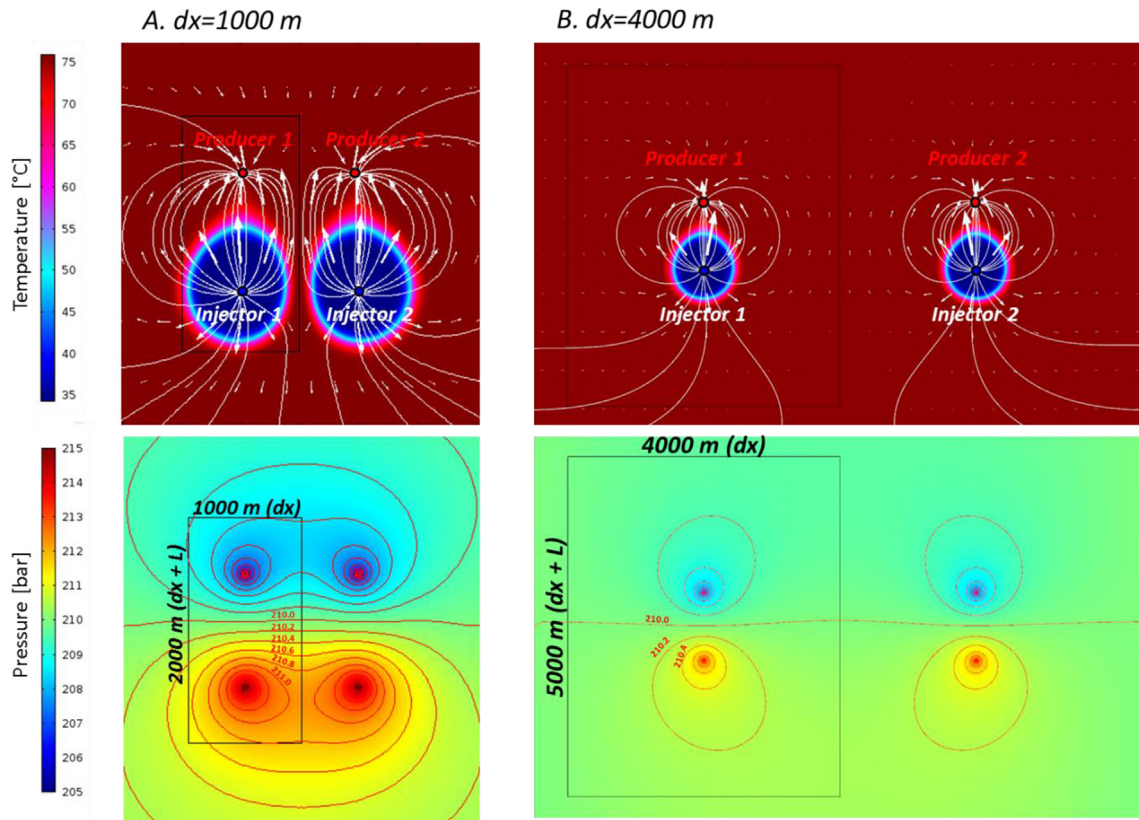 A. dx=1000 m
B. dx=4000 m
Temperature [°C]
75
70
65
60
55
50
45
40
35
Producer 1
Producer 2
Injector 1
Injector 2
Producer 1
Producer 2
Injector 1
Injector 2
Pressure [bar]
215
214
213
212
211
210
209
208
207
206
205
1000 m (dx)
2000 m (dx + L)
210.0
210.2
210.4
210.6
210.8
211.0
4000 m (dx)
5000 m (dx + L)
210.0
210.2
210.4